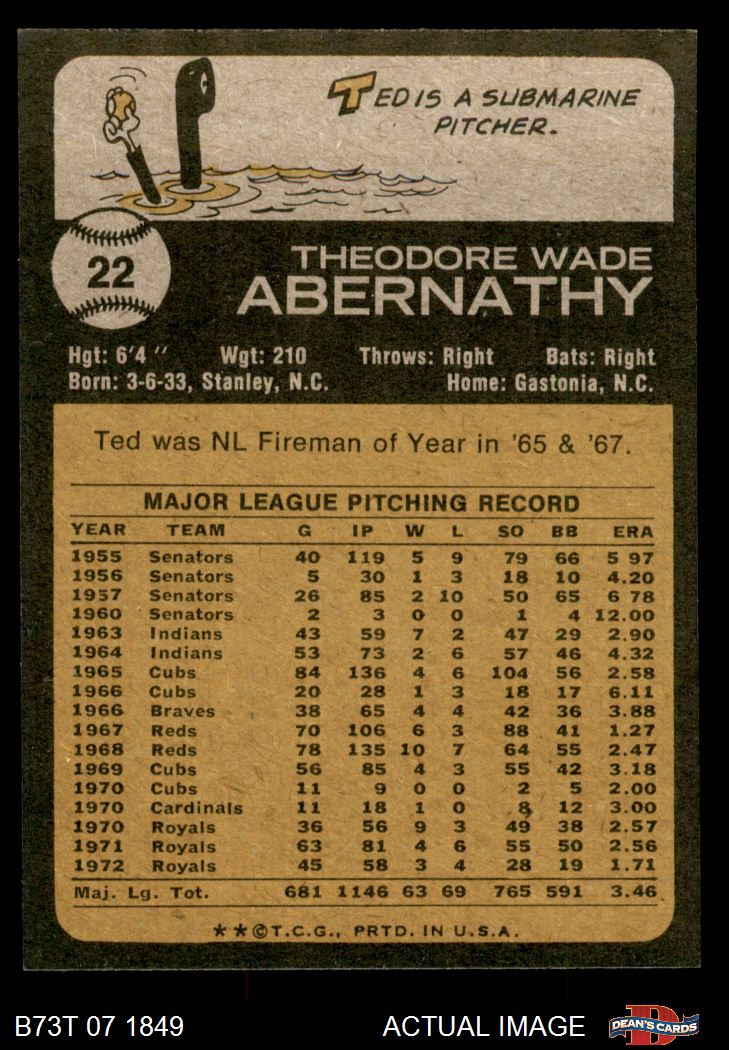 TED IS A SUBMARINE
PITCHER.
22
THEODORE WADE
ABERNATHY
Hgt: 6'4 " Wgt: 210 Throws: Right Bats: Right
Born: 3-6-33, Stanley, N.C. Home: Gastonia, N.C.
Ted was NL Fireman of Year in '65 & '67.
MAJOR LEAGUE PITCHING RECORD
YEAR TEAM G IP W L SO BB ERA
1955 Senators 40 119 5 9 79 66 5 97
1956 Senators 5 30 1 3 18 10 4.20
1957 Senators 26 85 2 10 50 65 6 78
1960 Senators 2 3 0 0 1 4 12.00
1963 Indians 43 59 7 2 47 29 2.90
1964 Indians 53 73 2 6 57 46 4.32
1965 Cubs 84 136 4 6 104 56 2.58
1966 Cubs 20 28 1 3 18 17 6.11
1966 Braves 38 65 4 4 42 36 3.88
1967 Reds 70 106 6 3 88 41 1.27
1968 Reds 78 135 10 7 64 55 2.47
1969 Cubs 56 85 4 3 55 42 3.18
1970 Cubs 11 9 0 0 2 5 2.00
1970 Cardinals 11 18 1 0 8 12 3.00
1970 Royals 36 56 9 3 49 38 2.57
1971 Royals 63 81 4 6 55 50 2.56
1972 Royals 45 58 3 4 28 19 1.71
Maj. Lg. Tot. 681 1146 63 69 765 591 3.46
**©T.C.G., PRTD. IN U.S.A.
B73T 07 1849 ACTUAL IMAGE DEAN'S CARDS